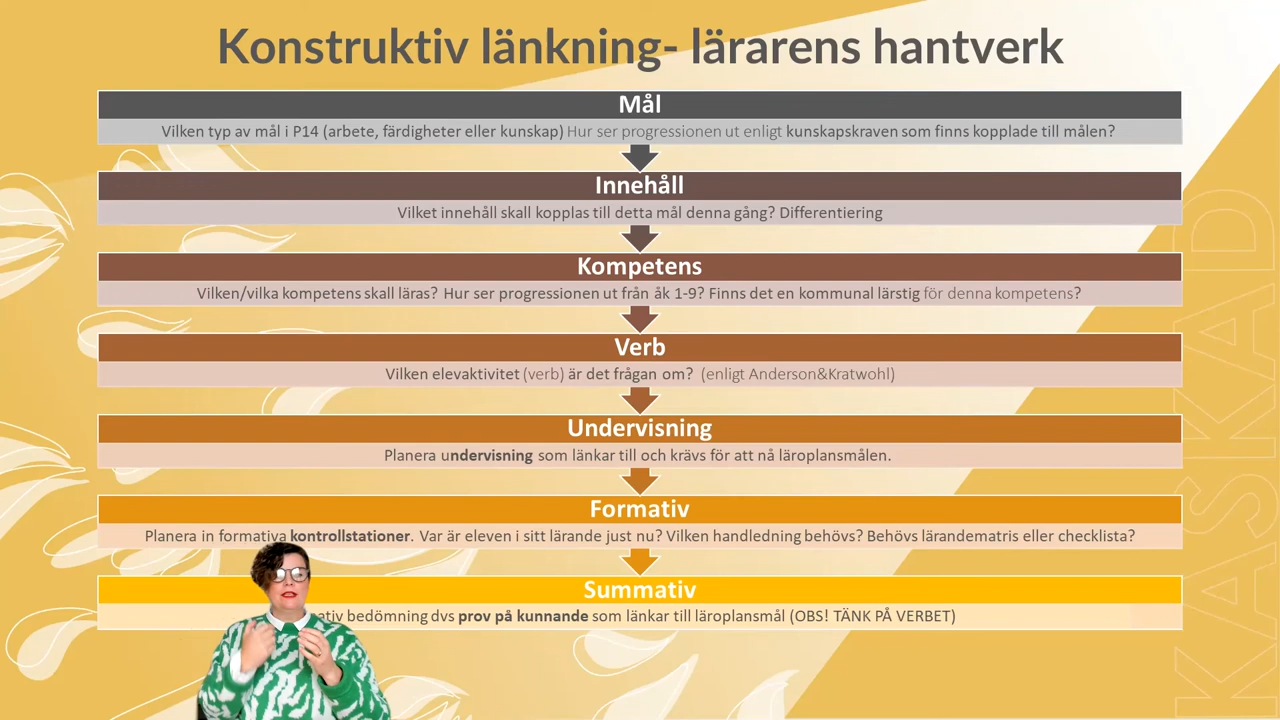 Konstruktiv länkning- lärarens hantverk
Mål
Vilken typ av mål i P14 (arbete, färdigheter eller kunskap) Hur ser progressionen ut enligt kunskapskraven som finns kopplade till målen?
Innehåll
Vilket innehåll skall kopplas till detta mål denna gång? Differentiering
Kompetens
Vilken/vilka kompetens skall läras? Hur ser progressionen ut från åk 1-9? Finns det en kommunal lärstig för denna kompetens?
Verb
Vilken elevaktivitet (verb) är det frågan om? (enligt Anderson&Kratwohl)
Undervisning
Planera undervisning som länkar till och krävs för att nå läroplansmålen.
Formativ
Planera in formativa kontrollstationer. Var är eleven i sitt lärande just nu? Vilken handledning behövs? Behövs lärandematris eller checklista?
Summativ
bedömning dvs prov på kunnande som länkar till läroplansmål (OBS! TÄNK PÅ VERBET)
KASKAD